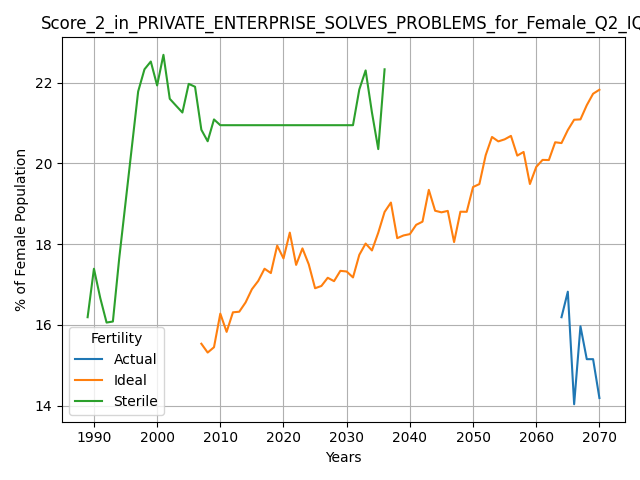 Score_2_in_PRIVATE_ENTERPRISE_SOLVES_PROBLEMS_for_Female_Q2_IQ
% of Female Population
22
20
18
16
14
Fertility
Actual
Ideal
Sterile
1990 2000 2010 2020 2030 2040 2050 2060 2070
Years